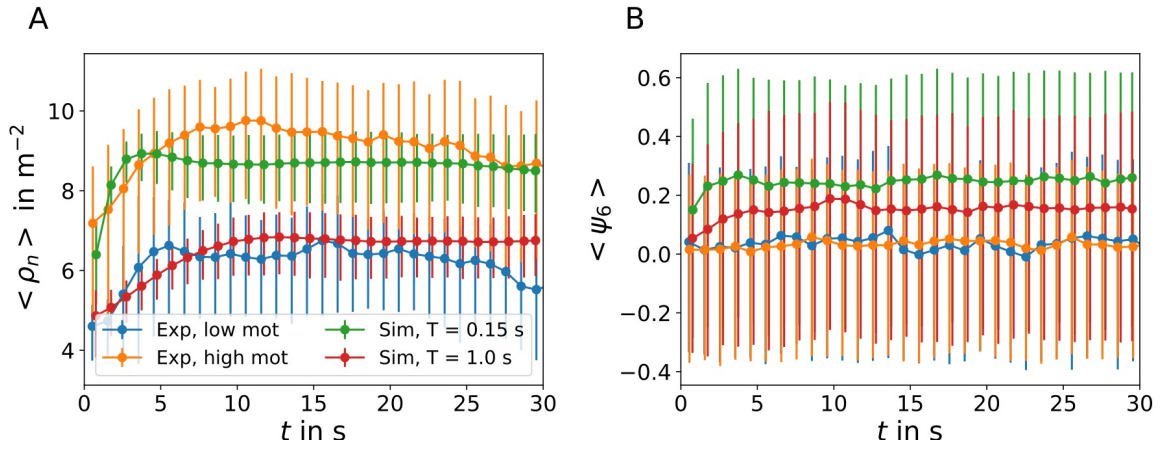 A
B
< ρₙ > in m⁻²
10
8
6
4
Exp, low mot
Exp, high mot
Sim, T = 0.15 s
Sim, T = 1.0 s
0 5 10 15 20 25 30
t in s
< ψ₆ >
0.6
0.4
0.2
0.0
−0.2
−0.4
0 5 10 15 20 25 30
t in s